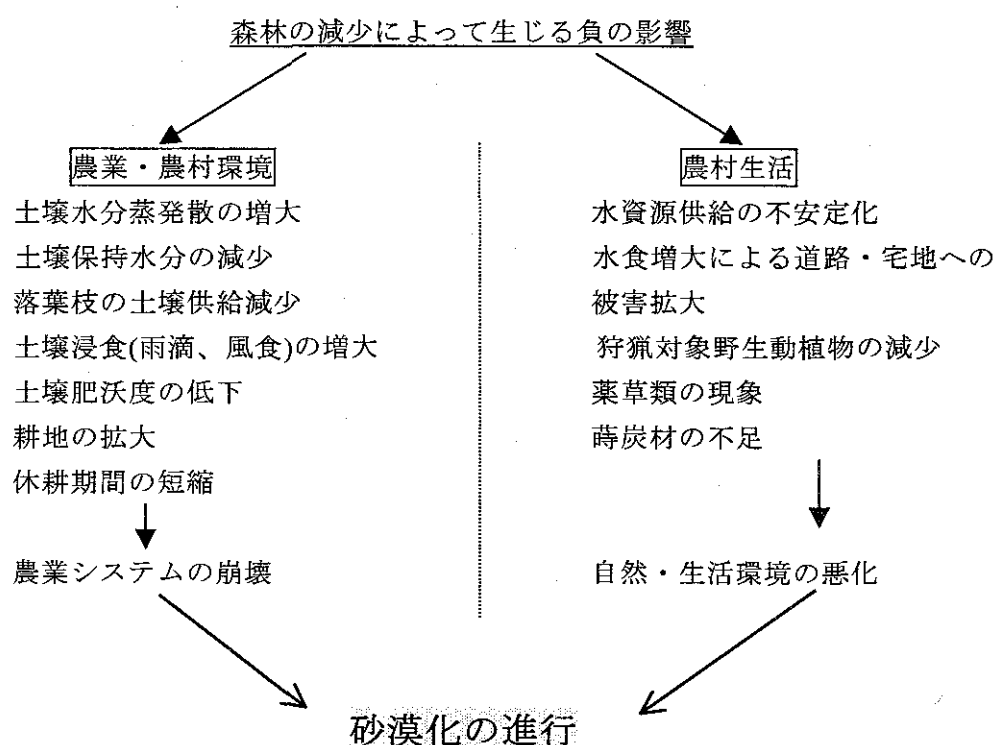 森林の減少によって生じる負の影響
農業・農村環境
土壌水分蒸発散の増大
土壌保持水分の減少
落葉枝の土壌供給減少
土壌浸食(雨滴、風食)の増大
土壌肥沃度の低下
耕地の拡大
休耕期間の短縮
農業システムの崩壊
農村生活
水資源供給の不安定化
水食増大による道路・宅地への
被害拡大
狩猟対象野生動植物の減少
薬草類の現象
蒔炭材の不足
自然・生活環境の悪化
砂漠化の進行